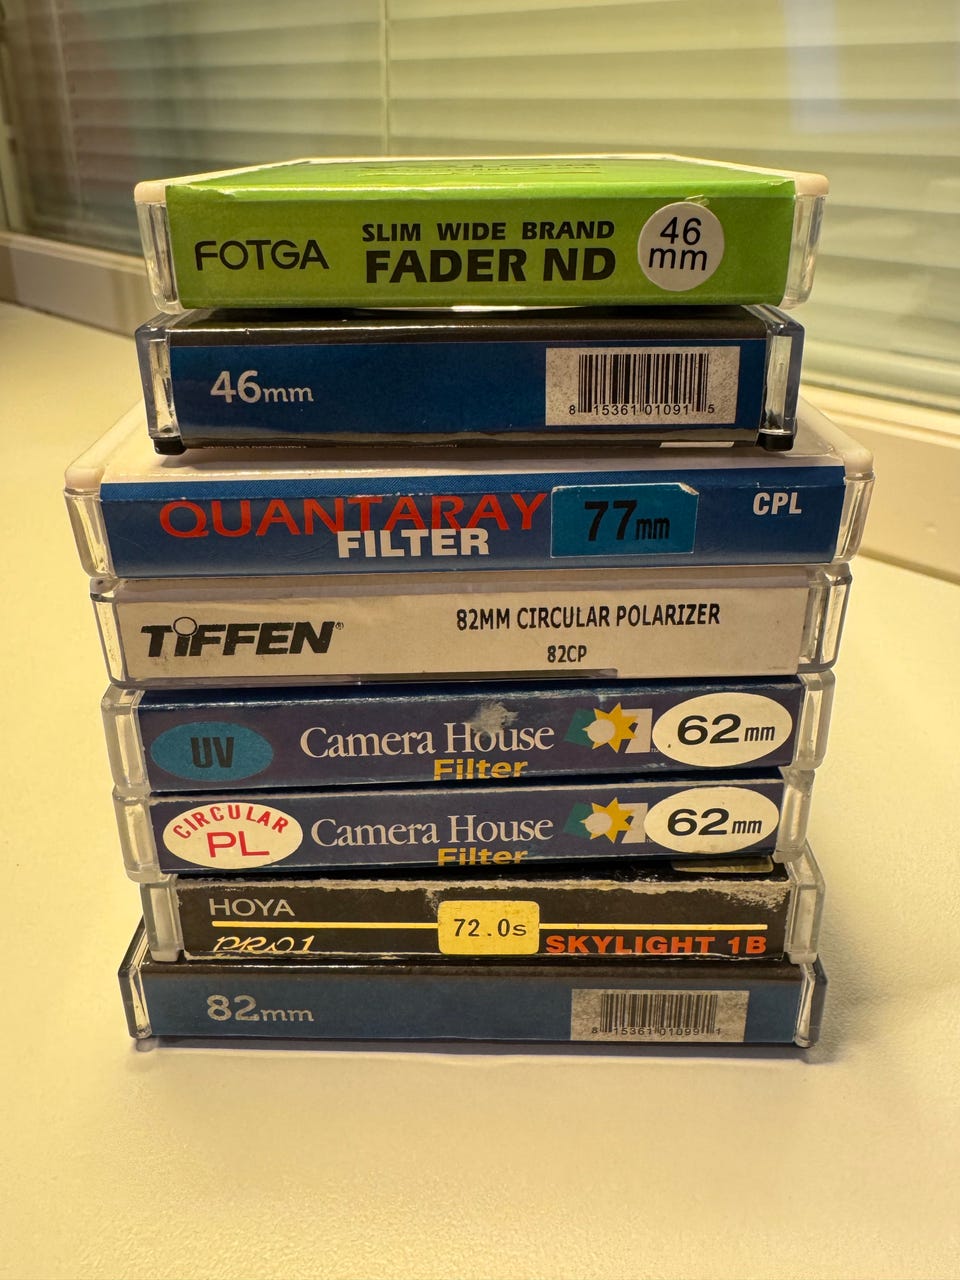 FOTGA
SLIM WIDE BRAND
FADER ND
46
mm
46mm
8 15361 01091 5
QUANTARAY
FILTER
77mm
CPL
TiFFEN®
82MM CIRCULAR POLARIZER
82CP
UV
Camera House
Filter
62mm
CIRCULAR
PL
Camera House
Filter
62mm
HOYA
PRO1
72.0s
SKYLIGHT 1B
82mm
8 15361 01099 1